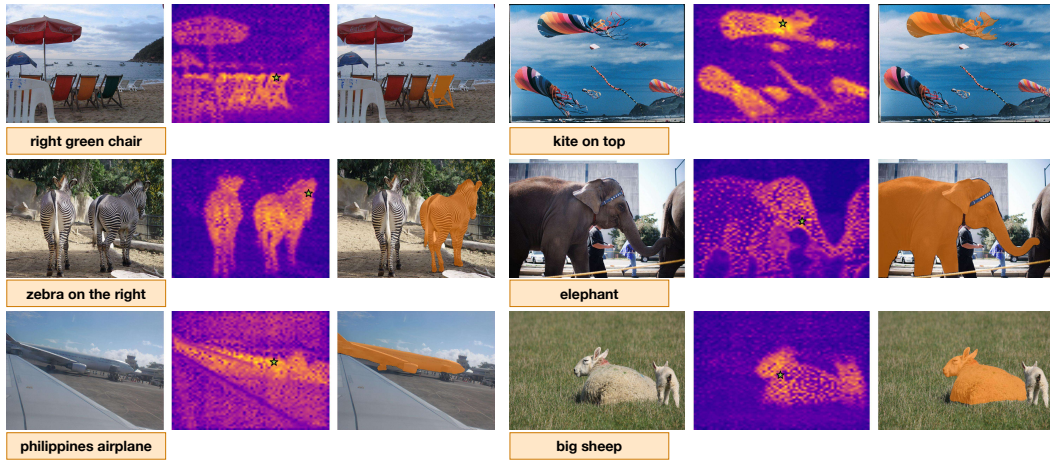 right green chair
kite on top
zebra on the right
elephant
philippines airplane
big sheep